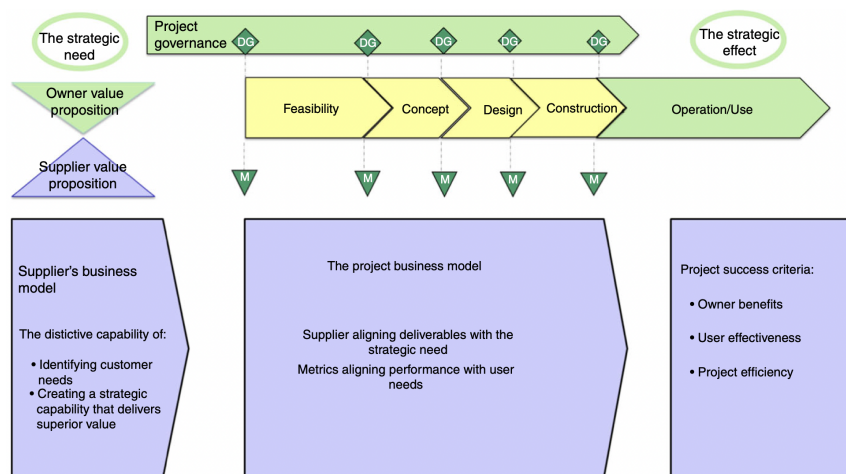 The strategic
need
Project
governance
DG
DG
DG
DG
DG
The strategic
effect
Owner value
proposition
Feasibility
Concept
Design
Construction
Operation/Use
Supplier value
proposition
M
M
M
M
M
Supplier's business
model
The distictive capability of:
• Identifying customer
needs
• Creating a strategic
capability that delivers
superior value
The project business model
Supplier aligning deliverables with the
strategic need
Metrics aligning performance with user
needs
Project success criteria:
• Owner benefits
• User effectiveness
• Project efficiency